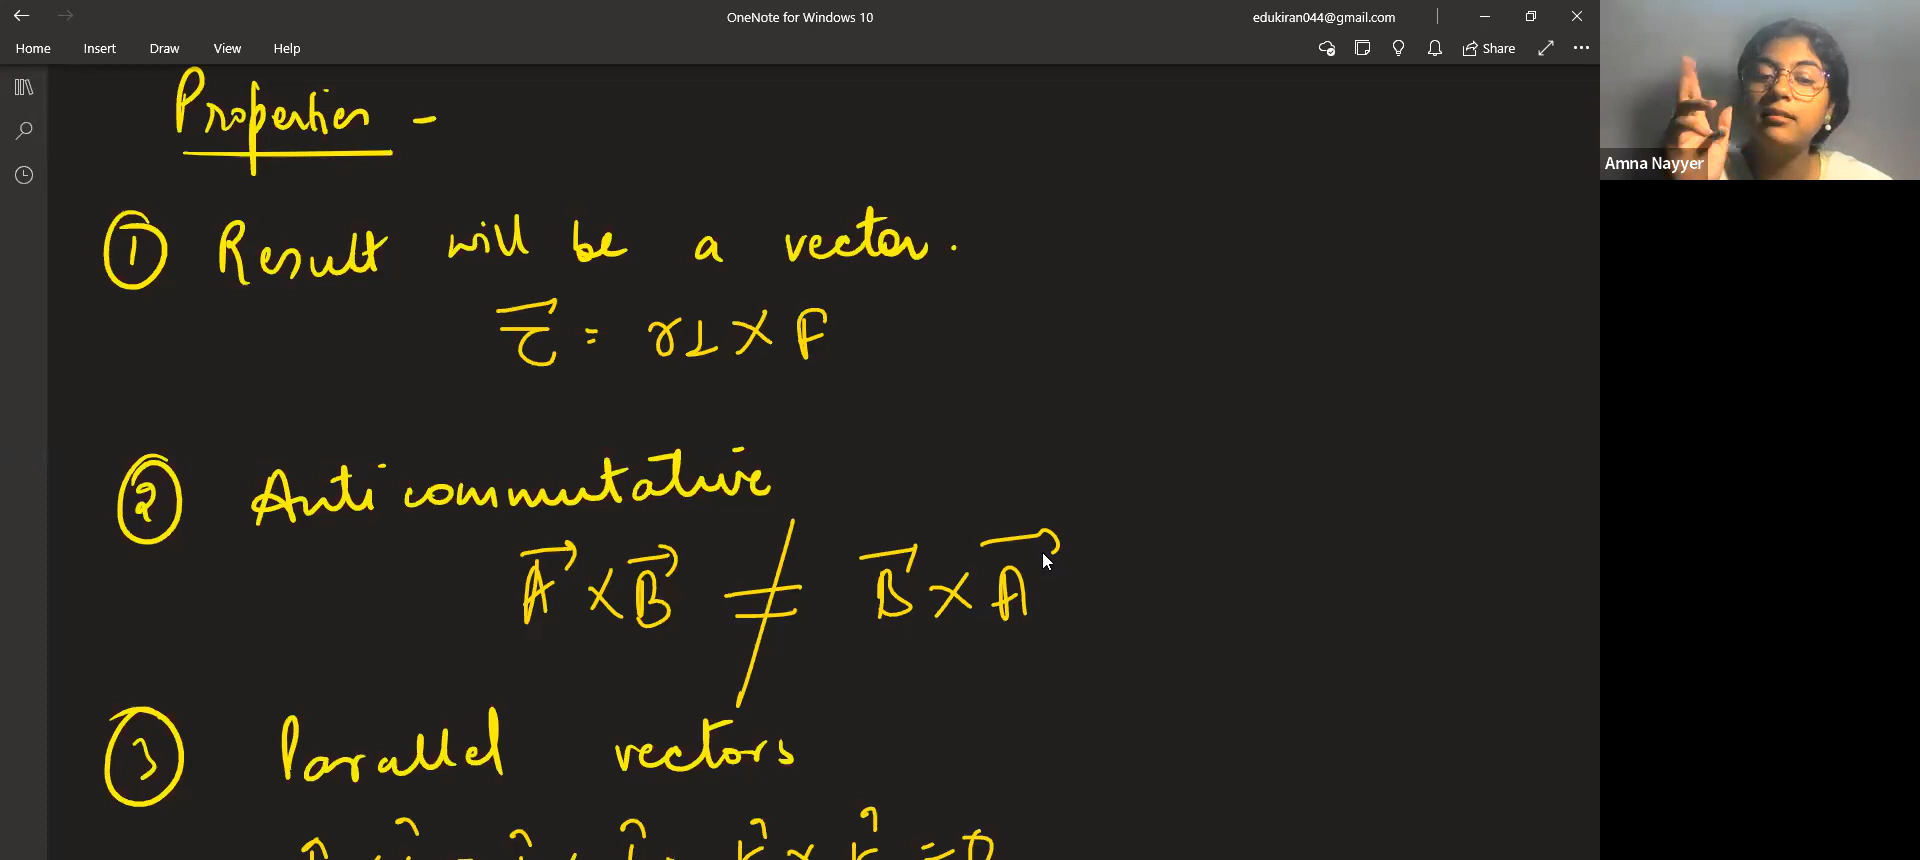 OneNote for Windows 10
edukiran044@gmail.com
Home Insert Draw View Help
Share
Amna Nayyer
Properties -
① Result will be a vector.
τ⃗ = r⊥ × F
② Anti commutative
A⃗ × B⃗ ≠ B⃗ × A⃗
③ Parallel vectors
k̂ × k̂ = 0